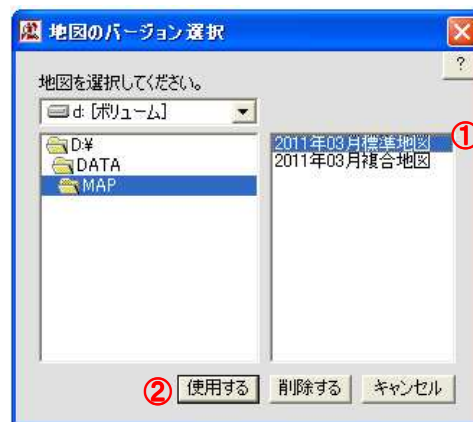 地図のバージョン選択
?
地図を選択してください。
d: [ボリューム]
D:¥
DATA
MAP
2011年03月標準地図
2011年03月複合地図
①
②
使用する
削除する
キャンセル